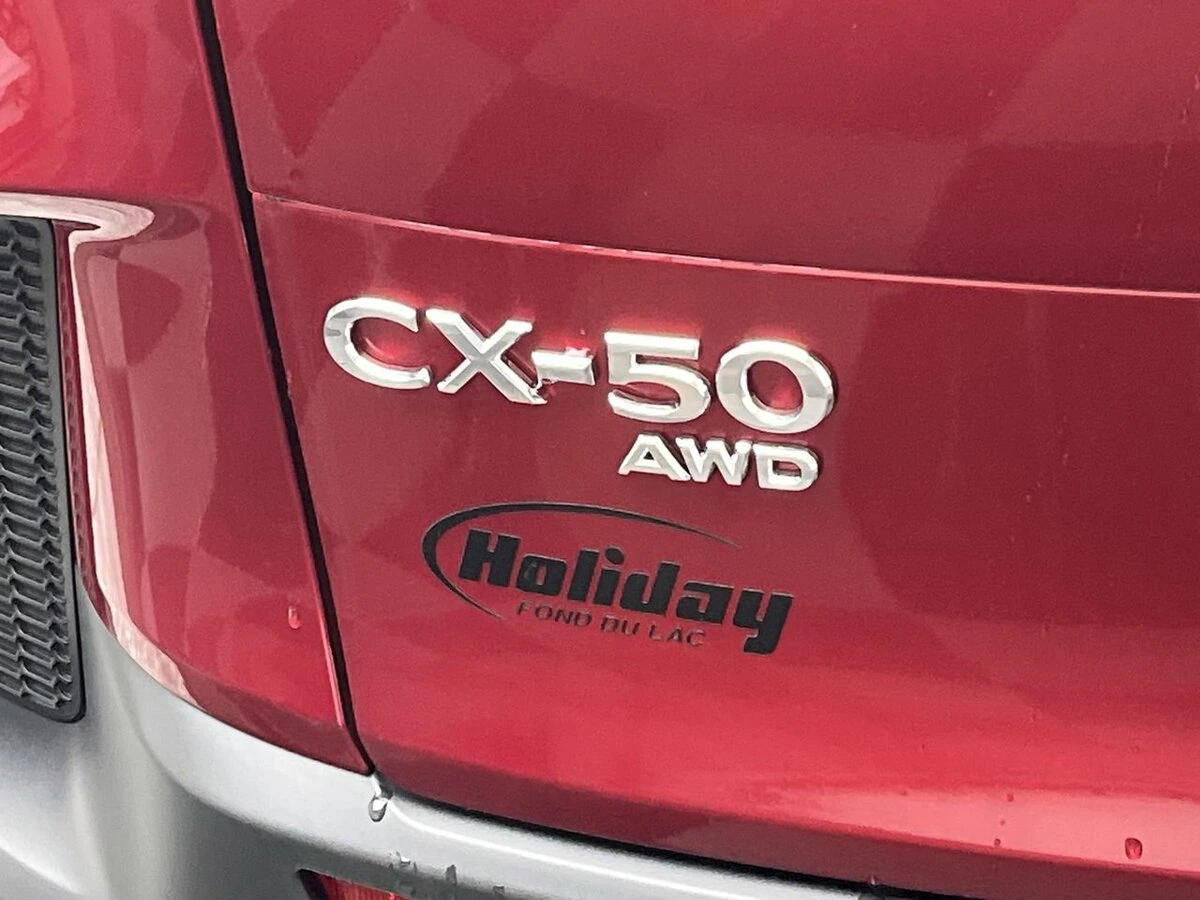 CX-50
AWD
Holiday
FOND DU LAC